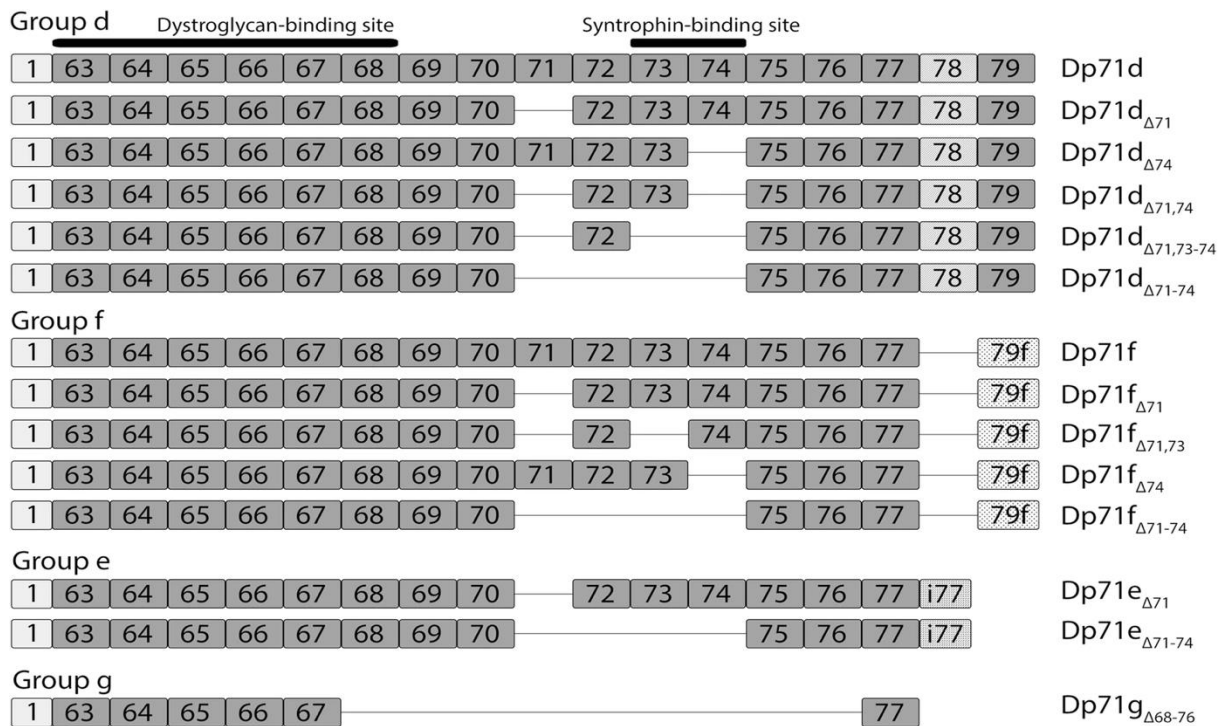 Group d Dystroglycan-binding site Syntrophin-binding site
1 63 64 65 66 67 68 69 70 71 72 73 74 75 76 77 78 79 Dp71d
1 63 64 65 66 67 68 69 70 72 73 74 75 76 77 78 79 Dp71dΔ71
1 63 64 65 66 67 68 69 70 71 72 73 75 76 77 78 79 Dp71dΔ74
1 63 64 65 66 67 68 69 70 72 73 75 76 77 78 79 Dp71dΔ71,74
1 63 64 65 66 67 68 69 70 72 75 76 77 78 79 Dp71dΔ71,73-74
1 63 64 65 66 67 68 69 70 75 76 77 78 79 Dp71dΔ71-74
Group f
1 63 64 65 66 67 68 69 70 71 72 73 74 75 76 77 79f Dp71f
1 63 64 65 66 67 68 69 70 72 73 74 75 76 77 79f Dp71fΔ71
1 63 64 65 66 67 68 69 70 72 74 75 76 77 79f Dp71fΔ71,73
1 63 64 65 66 67 68 69 70 71 72 73 75 76 77 79f Dp71fΔ74
1 63 64 65 66 67 68 69 70 75 76 77 79f Dp71fΔ71-74
Group e
1 63 64 65 66 67 68 69 70 72 73 74 75 76 77 i77 Dp71eΔ71
1 63 64 65 66 67 68 69 70 75 76 77 i77 Dp71eΔ71-74
Group g
1 63 64 65 66 67 77 Dp71gΔ68-76